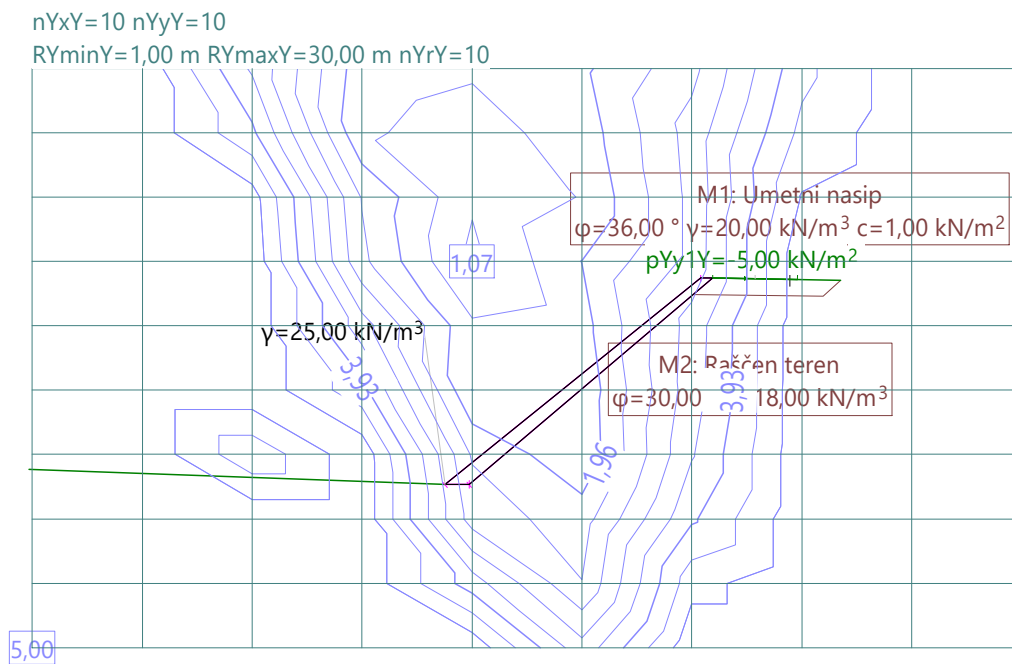 nYxY=10 nYyY=10
RYminY=1,00 m RYmaxY=30,00 m nYrY=10
M1: Umetni nasip
φ=36,00 ° γ=20,00 kN/m³ c=1,00 kN/m²
pYy1Y=-5,00 kN/m²
1,07
γ=25,00 kN/m³
M2: Raščen teren
φ=30,00 18,00 kN/m³
3,93
3,93
1,96
5,00